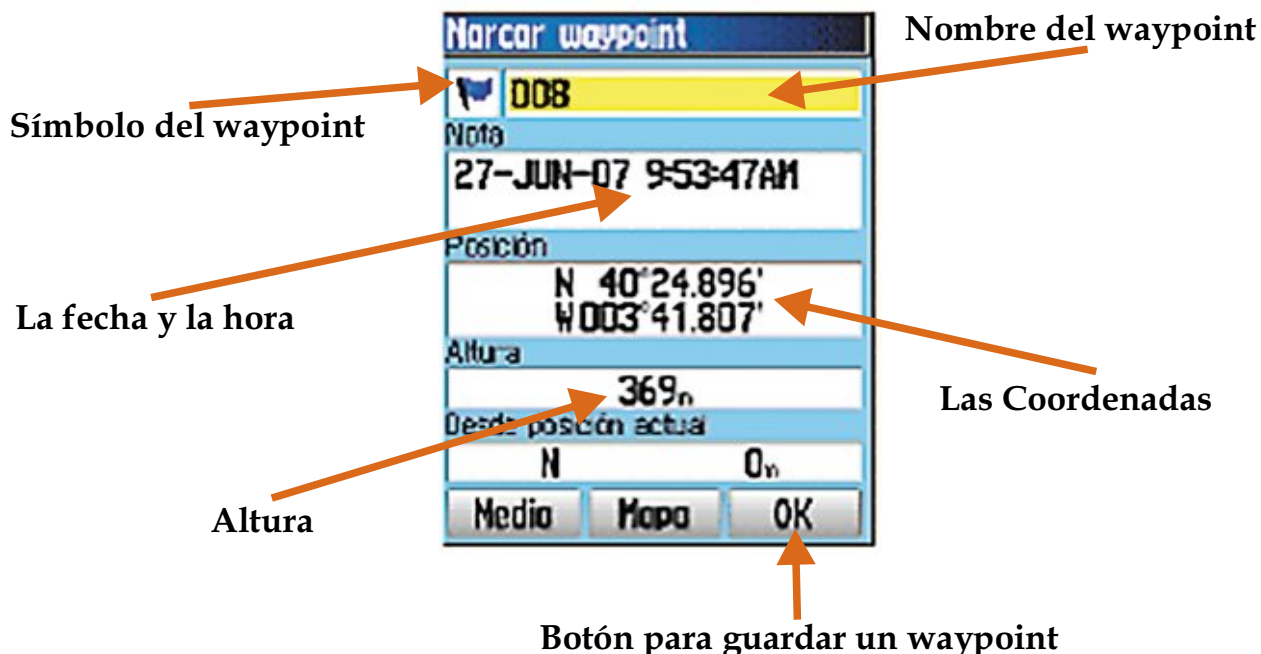 Marcar waypoint
Nombre del waypoint
008
Símbolo del waypoint
Nota
27-JUN-07 9:53:47AM
Posición
N 40°24.896'
W003°41.807'
La fecha y la hora
Altura
369m
Las Coordenadas
Desde posición actual
N 0m
Altura
Medio Mapa OK
Botón para guardar un waypoint